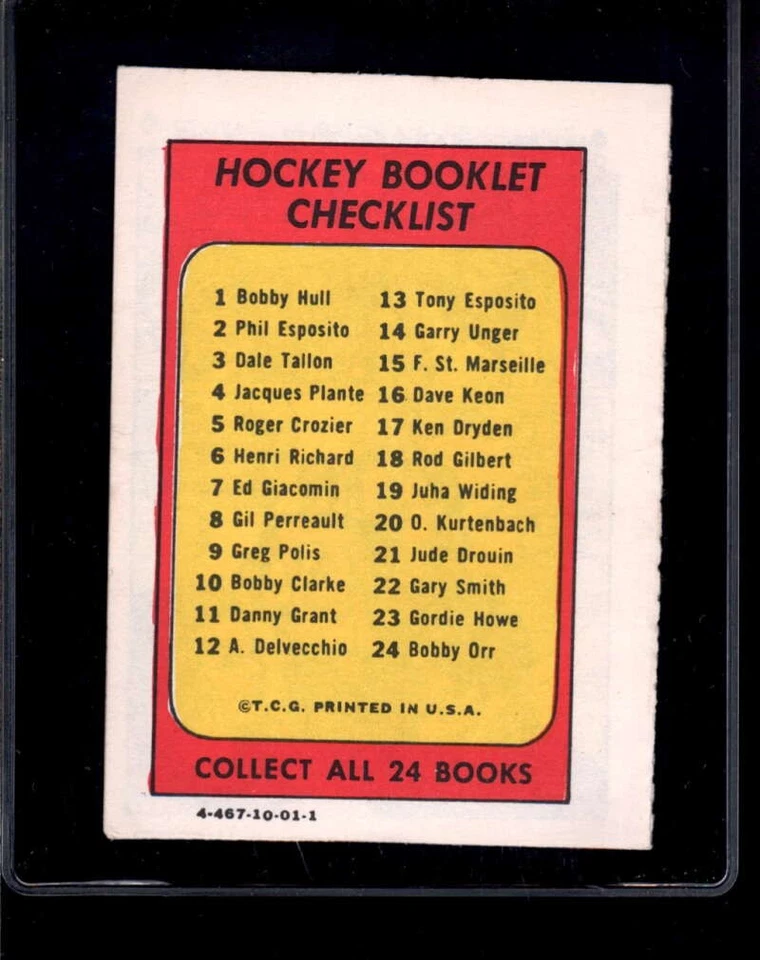 HOCKEY BOOKLET
CHECKLIST
1 Bobby Hull
2 Phil Esposito
3 Dale Tallon
4 Jacques Plante
5 Roger Crozier
6 Henri Richard
7 Ed Giacomin
8 Gil Perreault
9 Greg Polis
10 Bobby Clarke
11 Danny Grant
12 A. Delvecchio
13 Tony Esposito
14 Garry Unger
15 F. St. Marseille
16 Dave Keon
17 Ken Dryden
18 Rod Gilbert
19 Juha Widing
20 O. Kurtenbach
21 Jude Drouin
22 Gary Smith
23 Gordie Howe
24 Bobby Orr
©T.C.G. PRINTED IN U.S.A.
COLLECT ALL 24 BOOKS
4-467-10-01-1